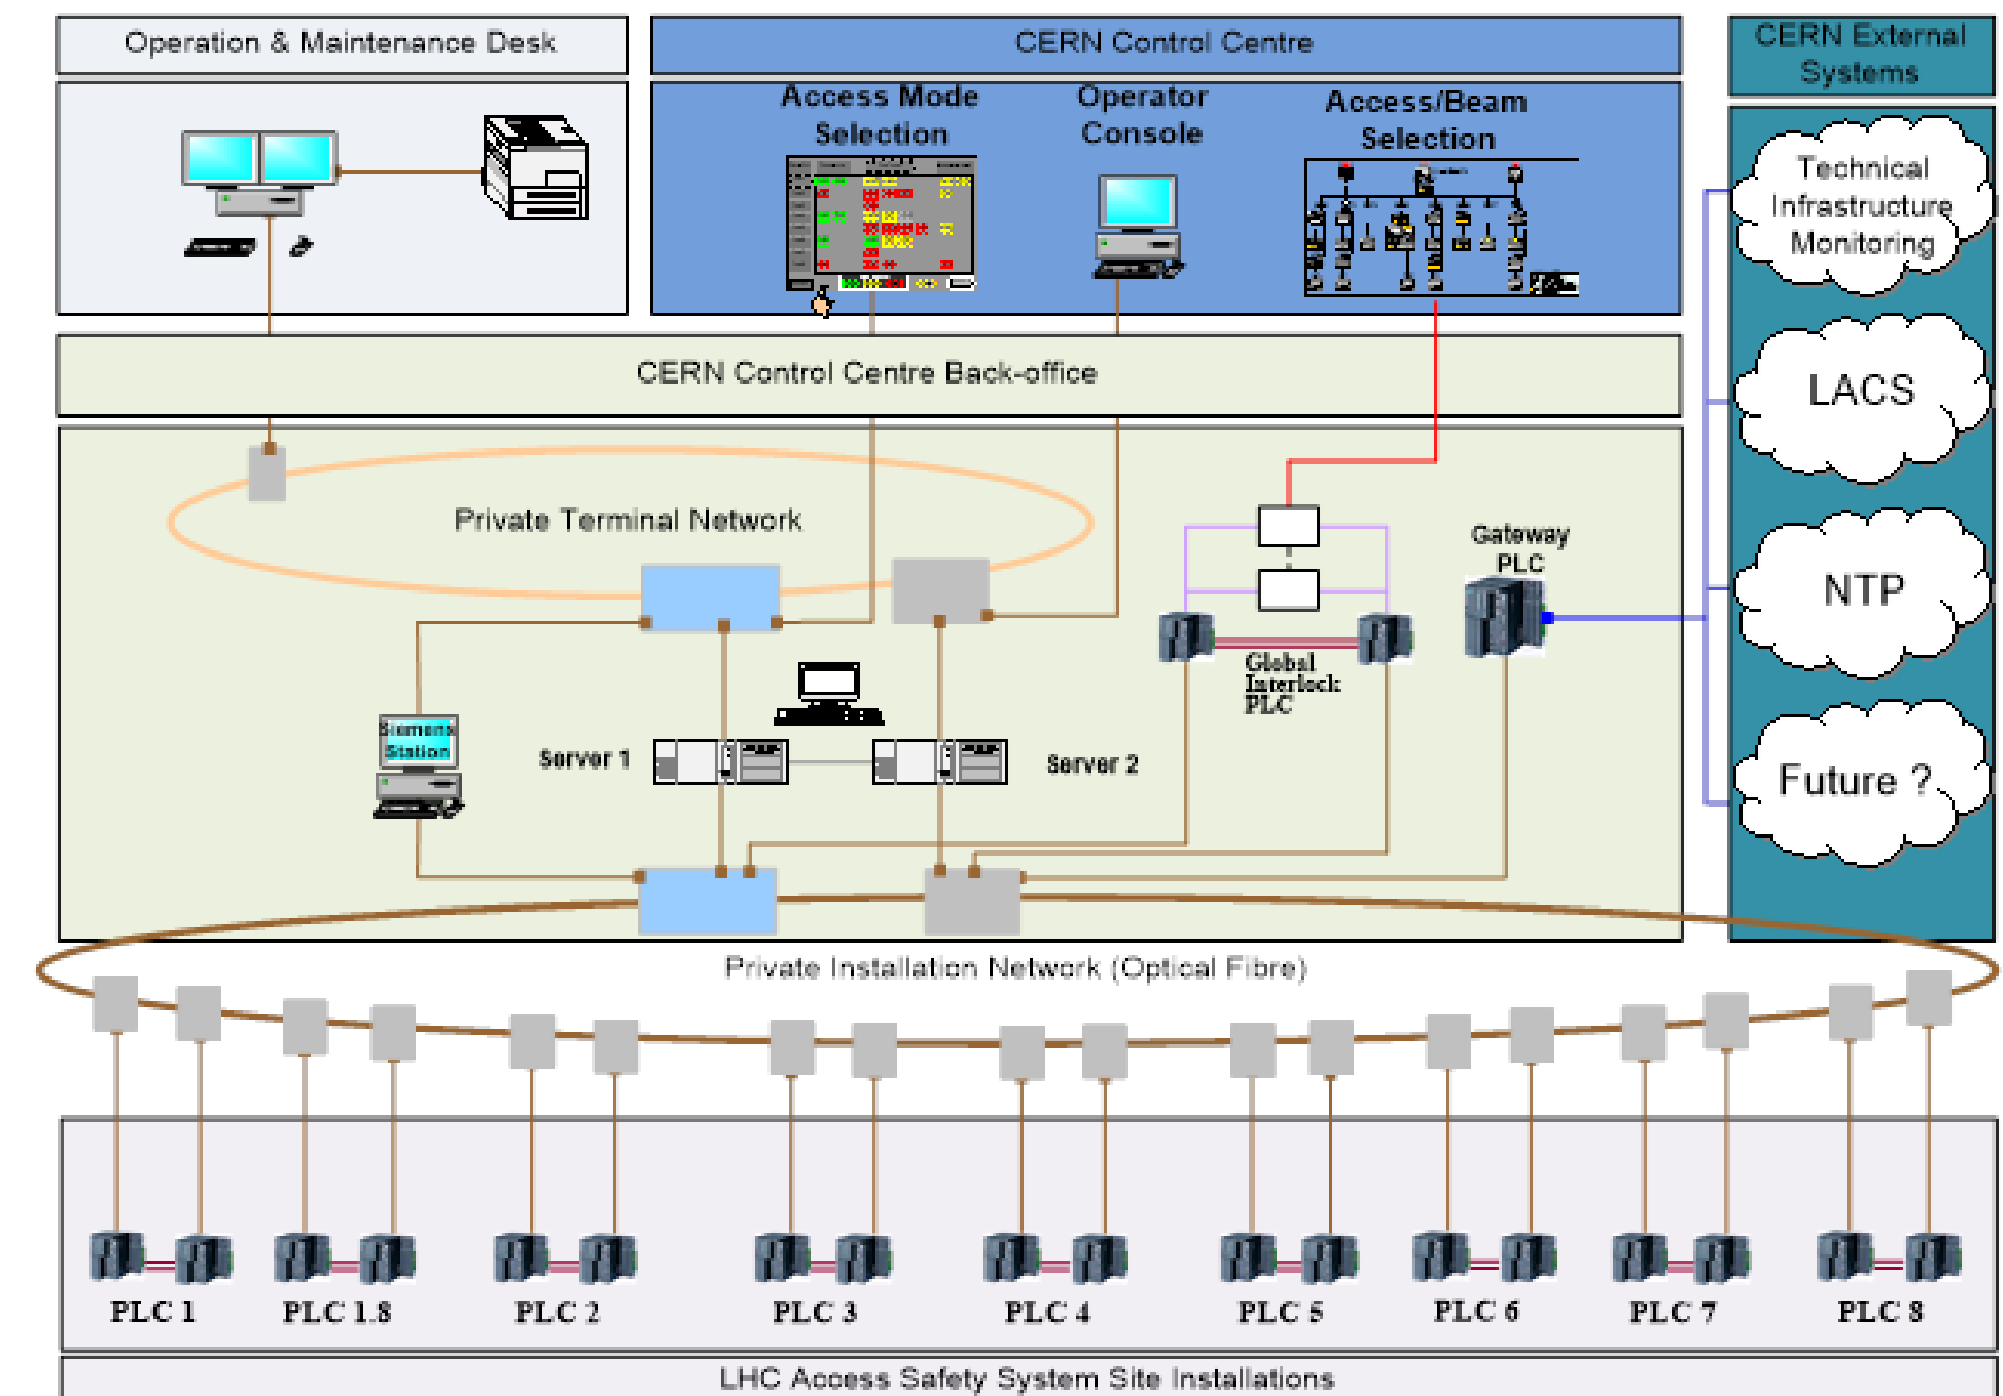 Operation & Maintenance Desk
CERN Control Centre
CERN External
Systems
Access Mode
Selection
Operator
Console
Access/Beam
Selection
Technical
Infrastructure
Monitoring
CERN Control Centre Back-office
LACS
Private Terminal Network
Gateway
PLC
NTP
Global
Interlock
PLC
Siemens
Station
Server 1
Server 2
Future ?
Private Installation Network (Optical Fibre)
PLC 1
PLC 1.8
PLC 2
PLC 3
PLC 4
PLC 5
PLC 6
PLC 7
PLC 8
LHC Access Safety System Site Installations